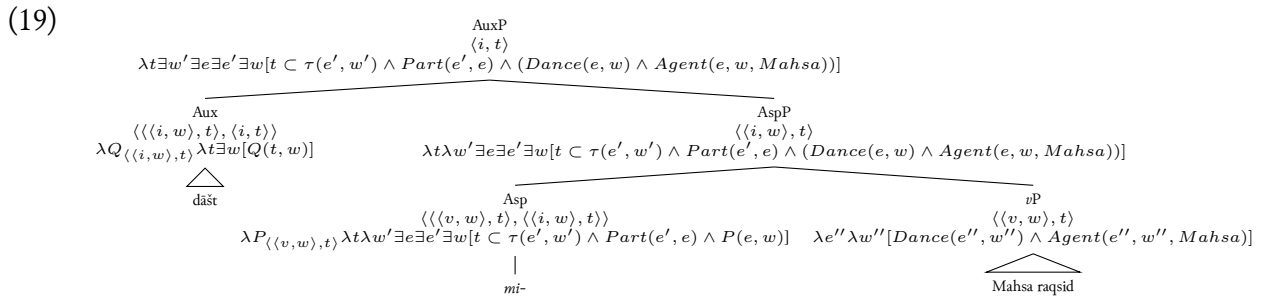 (19)
AuxP
⟨i, t⟩
λt∃w′∃e∃e′∃w[t ⊂ τ(e′, w′) ∧ Part(e′, e) ∧ (Dance(e, w) ∧ Agent(e, w, Mahsa))]
Aux
⟨⟨⟨i, w⟩, t⟩, ⟨i, t⟩⟩
λQ⟨⟨i,w⟩,t⟩λt∃w[Q(t, w)]
dāšt
AspP
⟨⟨i, w⟩, t⟩
λtλw′∃e∃e′∃w[t ⊂ τ(e′, w′) ∧ Part(e′, e) ∧ (Dance(e, w) ∧ Agent(e, w, Mahsa))]
Asp
⟨⟨⟨v, w⟩, t⟩, ⟨⟨i, w⟩, t⟩⟩
λP⟨⟨v,w⟩,t⟩λtλw′∃e∃e′∃w[t ⊂ τ(e′, w′) ∧ Part(e′, e) ∧ P(e, w)]
mi-
vP
⟨⟨v, w⟩, t⟩
λe′′λw′′[Dance(e′′, w′′) ∧ Agent(e′′, w′′, Mahsa)]
Mahsa raqsid